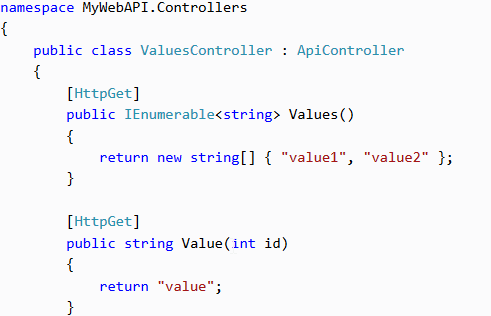 namespace MyWebAPI.Controllers
{
    public class ValuesController : ApiController
    {
        [HttpGet]
        public IEnumerable<string> Values()
        {
            return new string[] { "value1", "value2" };
        }

        [HttpGet]
        public string Value(int id)
        {
            return "value";
        }